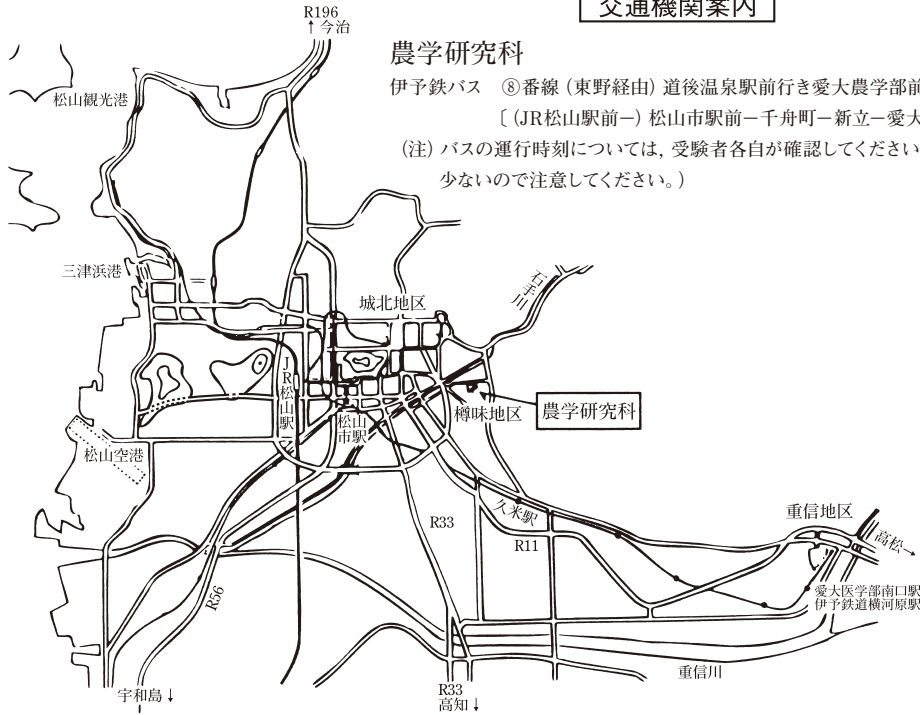 交通機関案内
R196
↑今治
農学研究科
伊予鉄バス ⑧番線（東野経由）道後温泉駅前行き愛大農学部前
〔（JR松山駅前−）松山市駅前−千舟町−新立−愛大
（注）バスの運行時刻については，受験者各自が確認してください
少ないので注意してください。）
松山観光港
三津浜港
石手川
城北地区
JR松山駅
松山
市駅
樽味地区
農学研究科
松山空港
久米駅
R33
R11
重信地区
高松→
愛大医学部南口駅
伊予鉄道横河原駅
R56
重信川
宇和島↓
R33
高知↓